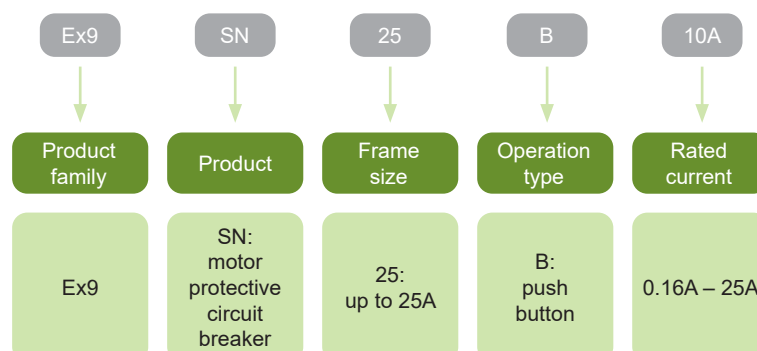 Ex9
SN
25
B
10A
Product
family
Product
Frame
size
Operation
type
Rated
current
Ex9
SN:
motor
protective
circuit
breaker
25:
up to 25A
B:
push
button
0.16A – 25A